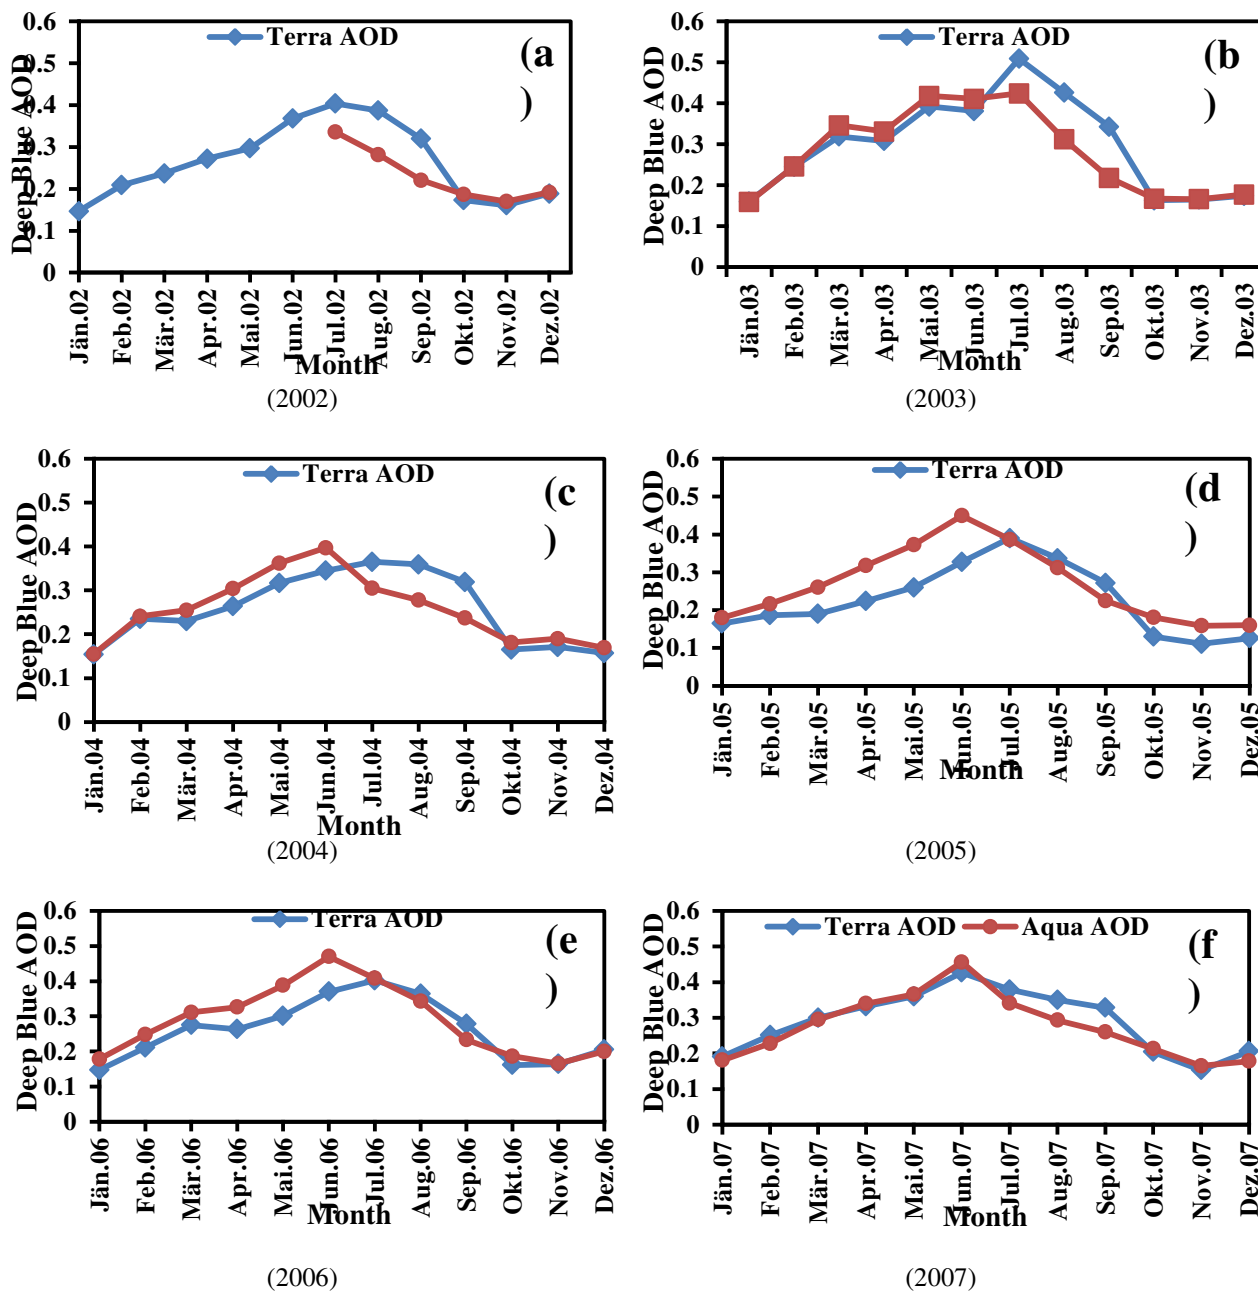 Terra AOD
(a
)
Deep Blue AOD
0.6
0.5
0.4
0.3
0.2
0.1
0
Jän.02
Feb.02
Mär.02
Apr.02
Mai.02
Jun.02
Jul.02
Aug.02
Sep.02
Okt.02
Nov.02
Dez.02
Month
(2002)
Terra AOD
(b
)
Deep Blue AOD
0.6
0.5
0.4
0.3
0.2
0.1
0
Jän.03
Feb.03
Mär.03
Apr.03
Mai.03
Jun.03
Jul.03
Aug.03
Sep.03
Okt.03
Nov.03
Dez.03
Month
(2003)
Terra AOD
(c
)
Deep Blue AOD
0.6
0.5
0.4
0.3
0.2
0.1
0
Jän.04
Feb.04
Mär.04
Apr.04
Mai.04
Jun.04
Jul.04
Aug.04
Sep.04
Okt.04
Nov.04
Dez.04
Month
(2004)
Terra AOD
(d
)
Deep Blue AOD
0.6
0.5
0.4
0.3
0.2
0.1
0
Jän.05
Feb.05
Mär.05
Apr.05
Mai.05
Jun.05
Jul.05
Aug.05
Sep.05
Okt.05
Nov.05
Dez.05
Month
(2005)
Terra AOD
(e
)
Deep Blue AOD
0.6
0.5
0.4
0.3
0.2
0.1
0
Jän.06
Feb.06
Mär.06
Apr.06
Mai.06
Jun.06
Jul.06
Aug.06
Sep.06
Okt.06
Nov.06
Dez.06
Month
(2006)
Terra AOD Aqua AOD
(f
)
Deep Blue AOD
0.6
0.5
0.4
0.3
0.2
0.1
0
Jän.07
Feb.07
Mär.07
Apr.07
Mai.07
Jun.07
Jul.07
Aug.07
Sep.07
Okt.07
Nov.07
Dez.07
Month
(2007)